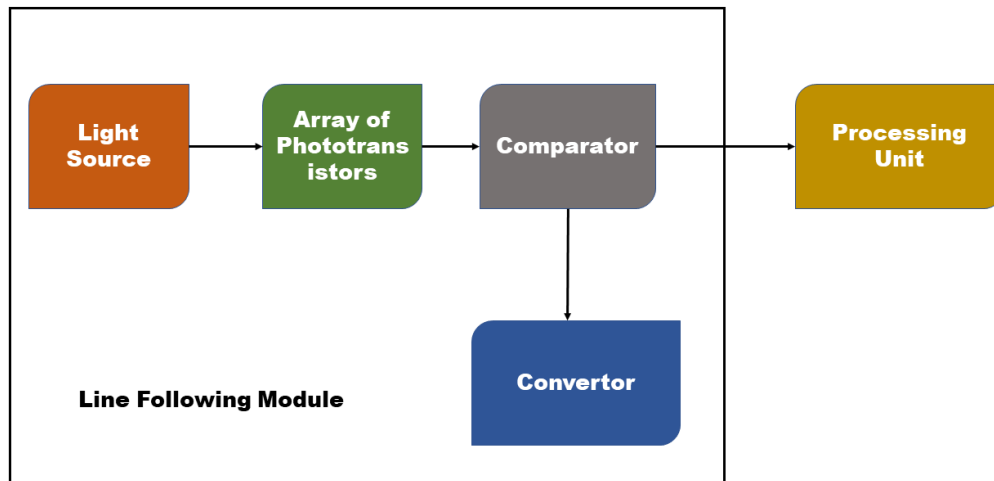 Light
Source
Array of
Phototrans
istors
Comparator
Processing
Unit
Convertor
Line Following Module